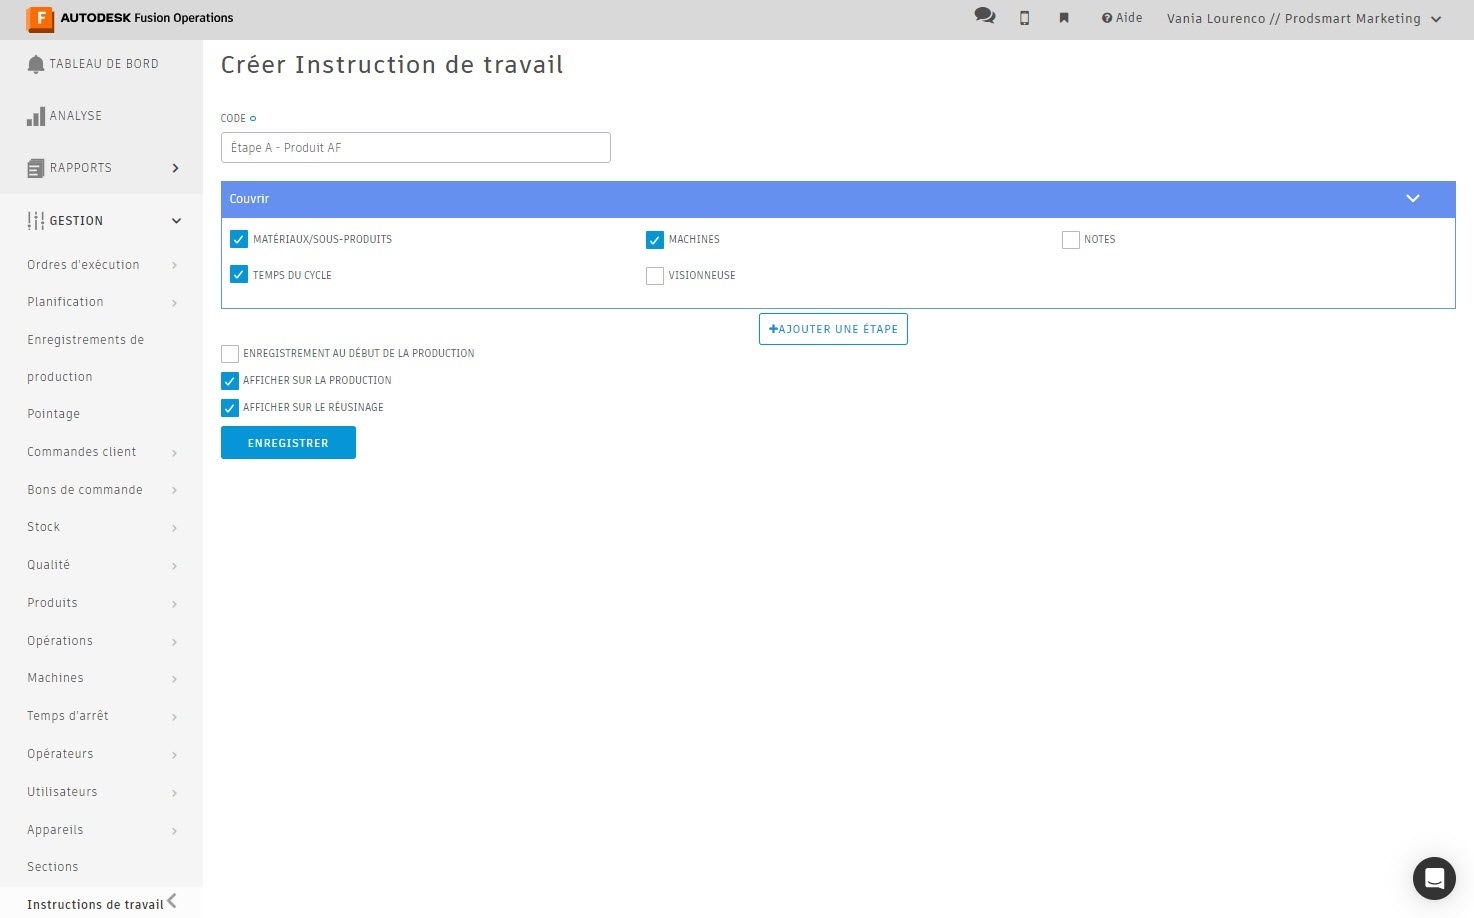 AUTODESK Fusion Operations
Aide
Vania Lourenco // Prodsmart Marketing
TABLEAU DE BORD
ANALYSE
RAPPORTS
GESTION
Ordres d'exécution
Planification
Enregistrements de
production
Pointage
Commandes client
Bons de commande
Stock
Qualité
Produits
Opérations
Machines
Temps d'arrêt
Opérateurs
Utilisateurs
Appareils
Sections
Instructions de travail
Créer Instruction de travail
CODE
Étape A - Produit AF
Couvrir
MATÉRIAUX/SOUS-PRODUITS
MACHINES
NOTES
TEMPS DU CYCLE
VISIONNEUSE
+AJOUTER UNE ÉTAPE
ENREGISTREMENT AU DÉBUT DE LA PRODUCTION
AFFICHER SUR LA PRODUCTION
AFFICHER SUR LE RÉUSINAGE
ENREGISTRER